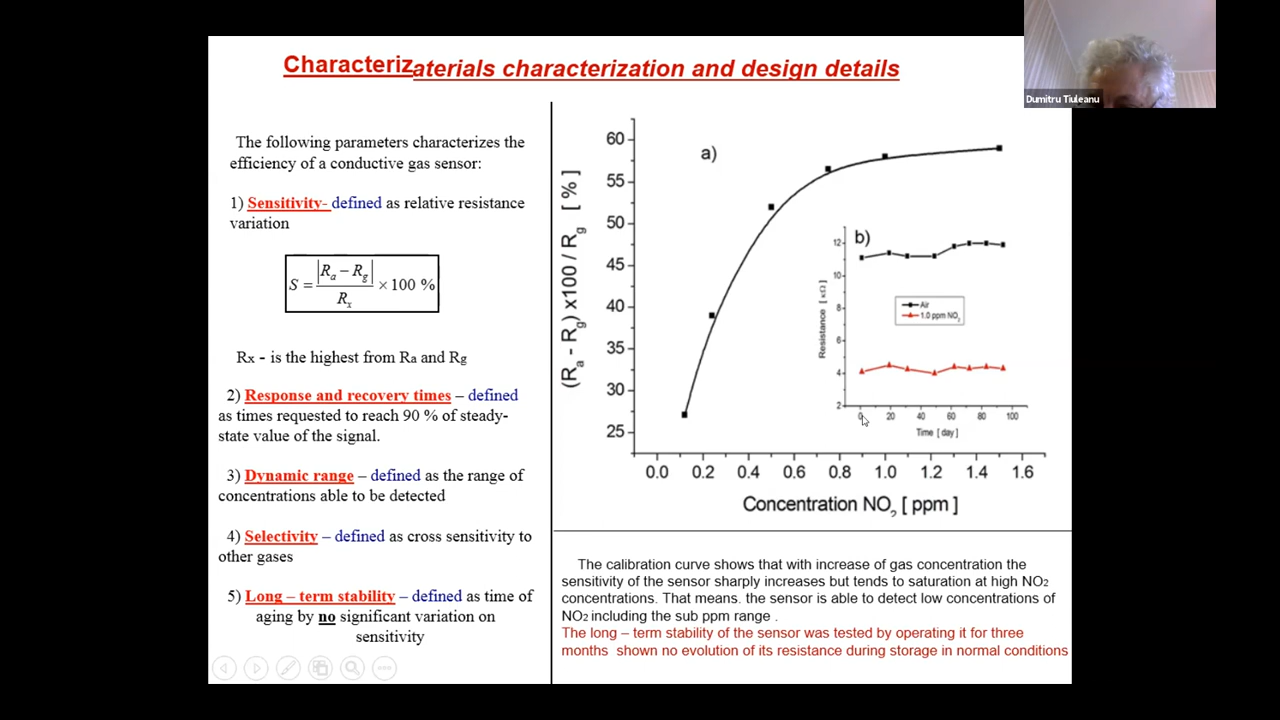 Characteriz
aterials characterization and design details
Dumitru Tiuleanu
The following parameters characterizes the
efficiency of a conductive gas sensor:
1) Sensitivity- defined as relative resistance
variation
S = |Ra − Rg| / Rx × 100 %
Rx - is the highest from Ra and Rg
2) Response and recovery times – defined
as times requested to reach 90 % of steady-
state value of the signal.
3) Dynamic range – defined as the range of
concentrations able to be detected
4) Selectivity – defined as cross sensitivity to
other gases
5) Long – term stability – defined as time of
aging by no significant variation on
sensitivity
a)
(Ra - Rg) x100 / Rg [ % ]
60
55
50
45
40
35
30
25
0.0 0.2 0.4 0.6 0.8 1.0 1.2 1.4 1.6
Concentration NO2 [ ppm ]
b)
Resistance [ kΩ ]
12
10
8
6
4
2
Air
1.0 ppm NO2
0 20 40 60 80 100
Time [ day ]
The calibration curve shows that with increase of gas concentration the
sensitivity of the sensor sharply increases but tends to saturation at high NO2
concentrations. That means. the sensor is able to detect low concentrations of
NO2 including the sub ppm range .
The long – term stability of the sensor was tested by operating it for three
months shown no evolution of its resistance during storage in normal conditions